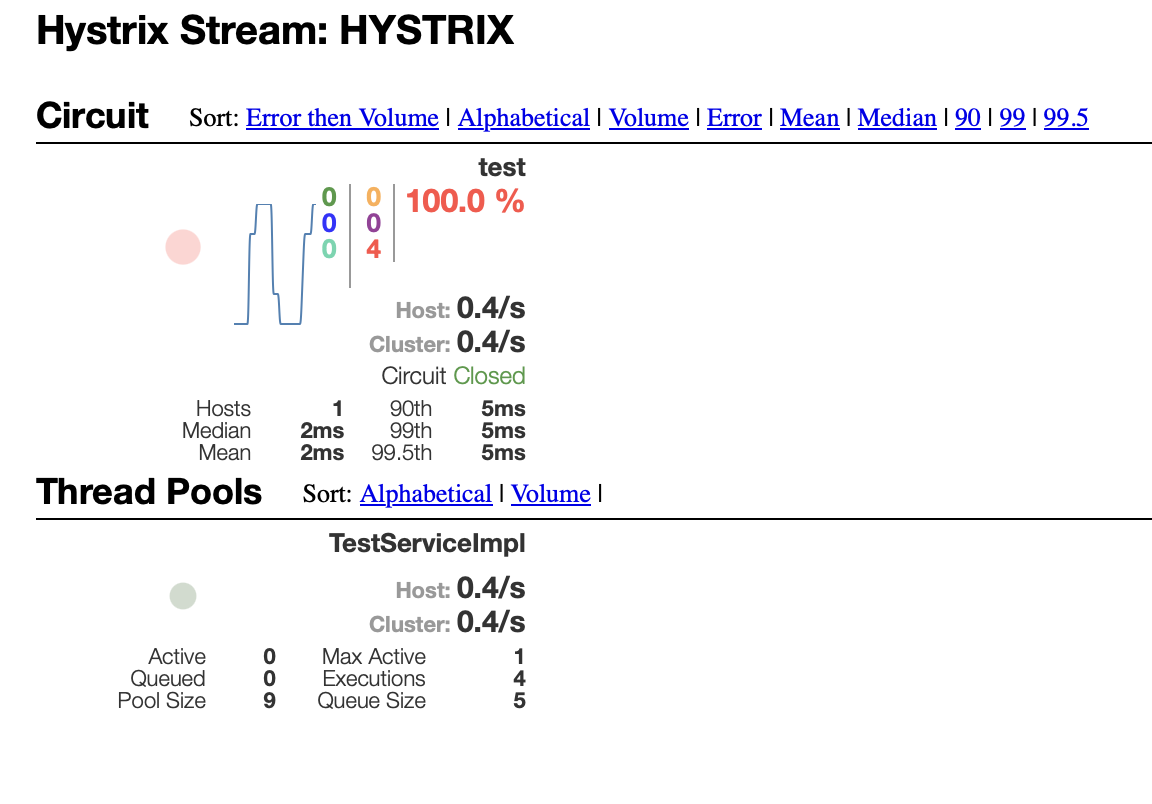 Hystrix Stream: HYSTRIX
Circuit Sort: Error then Volume | Alphabetical | Volume | Error | Mean | Median | 90 | 99 | 99.5
test
0 0 100.0 %
0 0
0 4
Host: 0.4/s
Cluster: 0.4/s
Circuit Closed
Hosts 1 90th 5ms
Median 2ms 99th 5ms
Mean 2ms 99.5th 5ms
Thread Pools Sort: Alphabetical | Volume |
TestServiceImpl
Host: 0.4/s
Cluster: 0.4/s
Active 0 Max Active 1
Queued 0 Executions 4
Pool Size 9 Queue Size 5